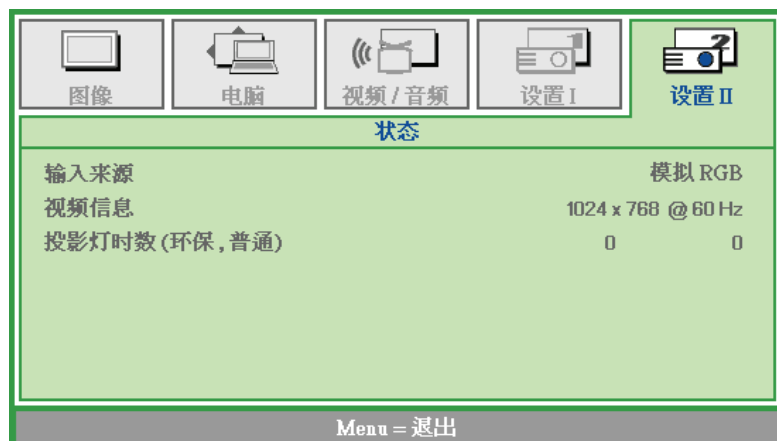 图像 电脑 视频 / 音频 设置 I 设置 II
状态
输入来源 模拟 RGB
视频信息 1024 x 768 @ 60 Hz
投影灯时数 (环保 , 普通) 0 0
Menu = 退出